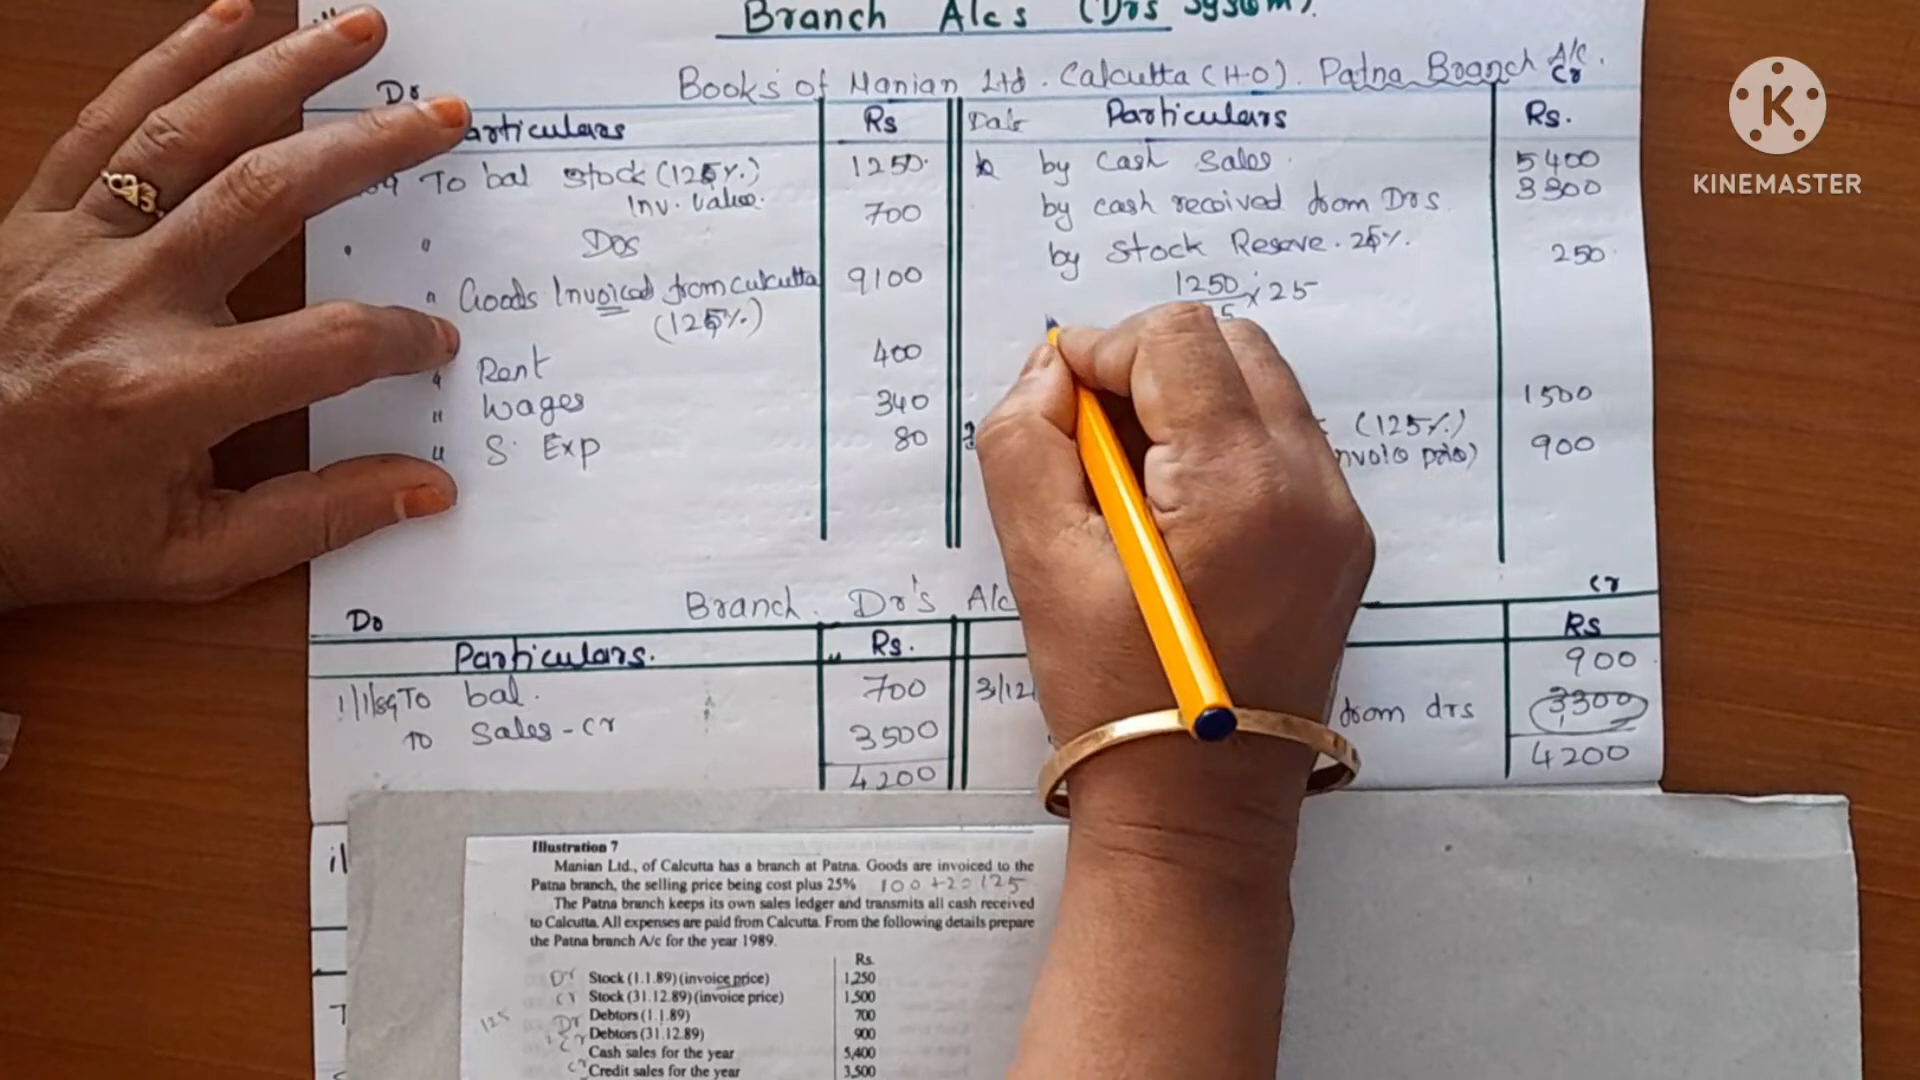 Branch A/cs (Drs System).
Books of Manian Ltd. Calcutta (H-O). Patna Branch A/c.
Dr
Cr
articulars
Rs
Date
Particulars
Rs.
To bal stock (125%)
1250.
Inv. Value.
" " Drs
700
" Goods Invoiced from Calcutta
9100
(125%)
" Rent
400
" Wages
340
" S. Exp
80
by Cash Sales.
5400
by cash received from Drs.
3300
by Stock Reserve. 25%.
250.
1250
x 25
1500
(125%)
900
Branch Dr's A/c
Dr
Cr
Particulars.
Rs.
Rs
1/1/89 To bal.
700
To Sales - Cr
3500
4200
900
from drs
3300
4200
KINEMASTER
Illustration 7
Manian Ltd., of Calcutta has a branch at Patna. Goods are invoiced to the
Patna branch, the selling price being cost plus 25%
The Patna branch keeps its own sales ledger and transmits all cash received
to Calcutta. All expenses are paid from Calcutta. From the following details prepare
the Patna branch A/c for the year 1989.
Rs.
Dr Stock (1.1.89) (invoice price) 1,250
Cr Stock (31.12.89) (invoice price) 1,500
125
Dr Debtors (1.1.89) 700
Debtors (31.12.89) 900
Cash sales for the year 5,400
Cr Credit sales for the year 3,500